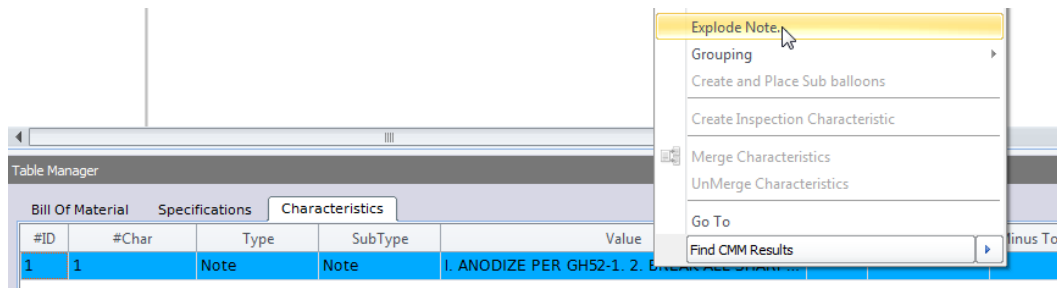 Explode Note...
Grouping
Create and Place Sub balloons
Create Inspection Characteristic
Merge Characteristics
UnMerge Characteristics
Go To
Find CMM Results
Table Manager
Bill Of Material Specifications Characteristics
#ID #Char Type SubType Value Minus To
1 1 Note Note I. ANODIZE PER GH52-1. 2. BREAK ALL SHARP ...